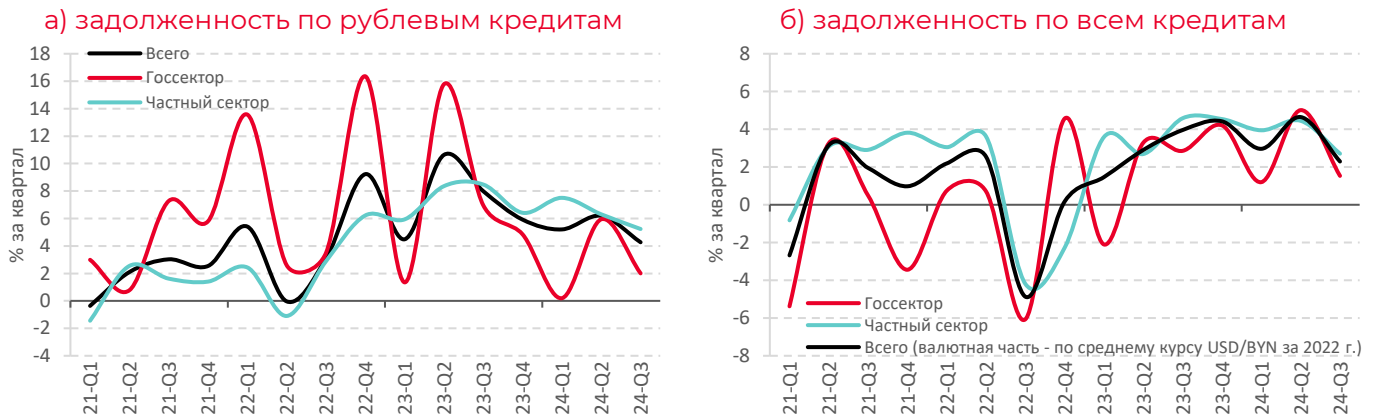 а) задолженность по рублевым кредитам
% за квартал
18
16
14
12
10
8
6
4
2
0
-2
-4
Всего
Госсектор
Частный сектор
21-Q1
21-Q2
21-Q3
21-Q4
22-Q1
22-Q2
22-Q3
22-Q4
23-Q1
23-Q2
23-Q3
23-Q4
24-Q1
24-Q2
24-Q3
б) задолженность по всем кредитам
% за квартал
8
6
4
2
0
-2
-4
-6
-8
Госсектор
Частный сектор
Всего (валютная часть - по среднему курсу USD/BYN за 2022 г.)
21-Q1
21-Q2
21-Q3
21-Q4
22-Q1
22-Q2
22-Q3
22-Q4
23-Q1
23-Q2
23-Q3
23-Q4
24-Q1
24-Q2
24-Q3